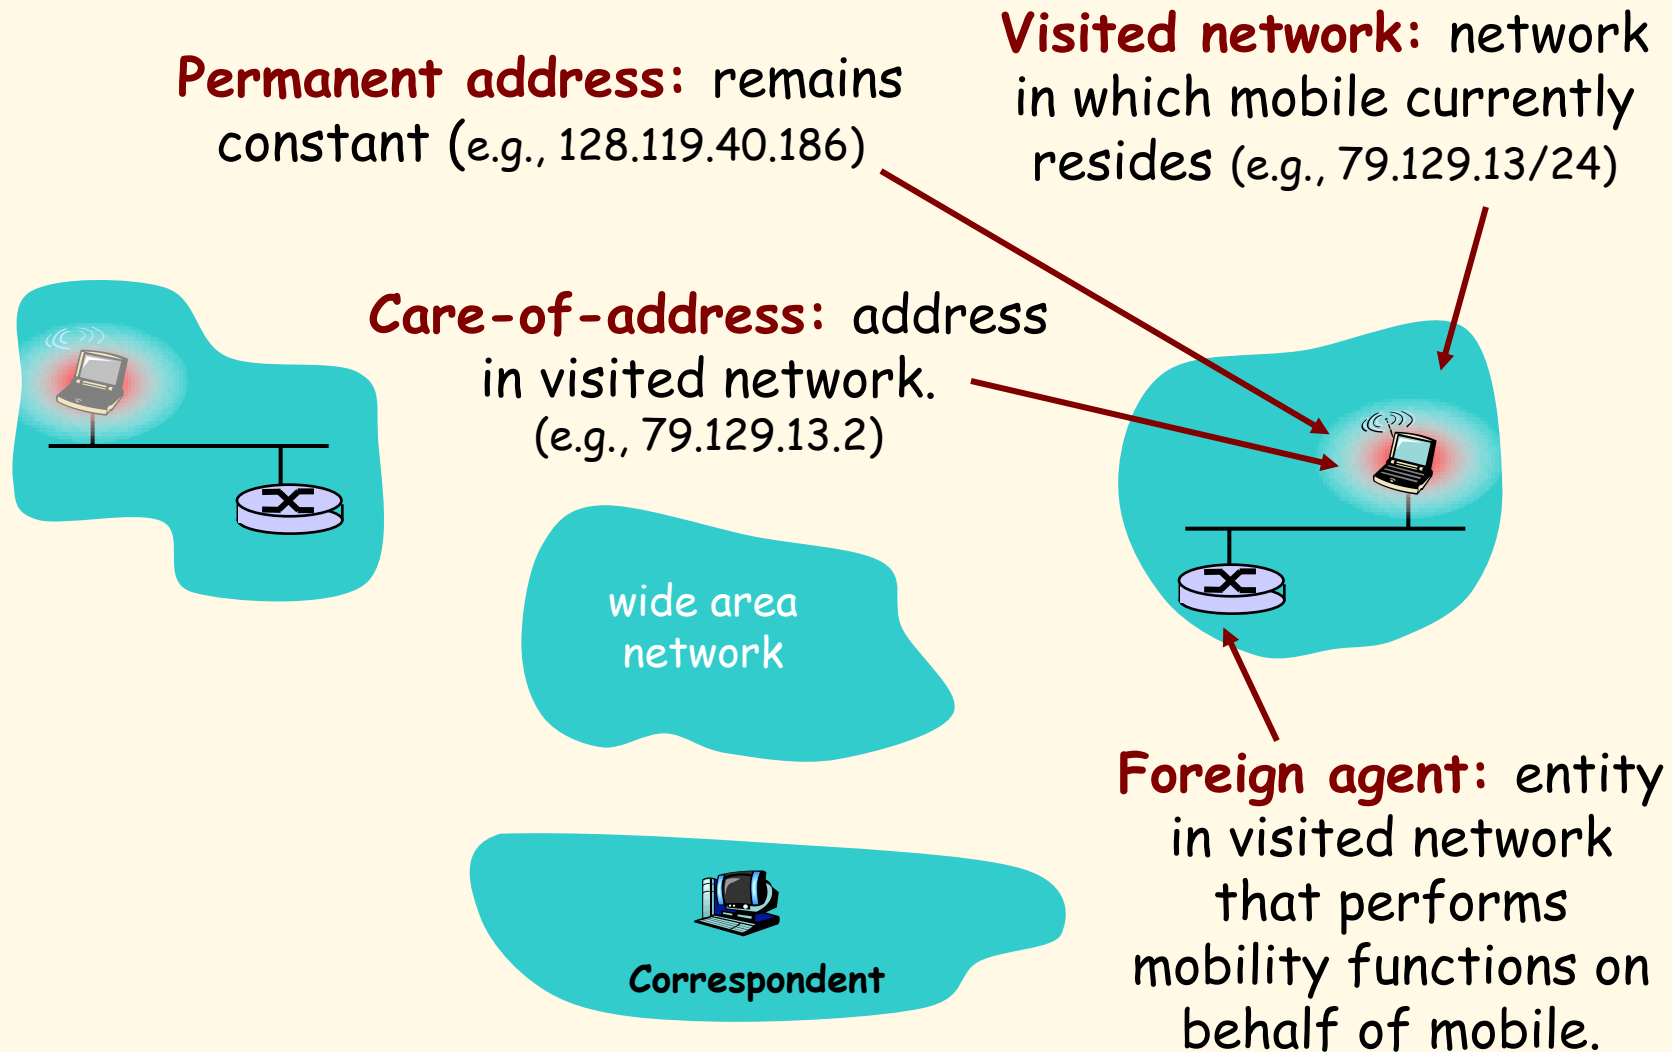 Permanent address: remains
constant (e.g., 128.119.40.186)
Visited network: network
in which mobile currently
resides (e.g., 79.129.13/24)
Care-of-address: address
in visited network.
(e.g., 79.129.13.2)
wide area
network
Foreign agent: entity
in visited network
that performs
mobility functions on
behalf of mobile.
Correspondent